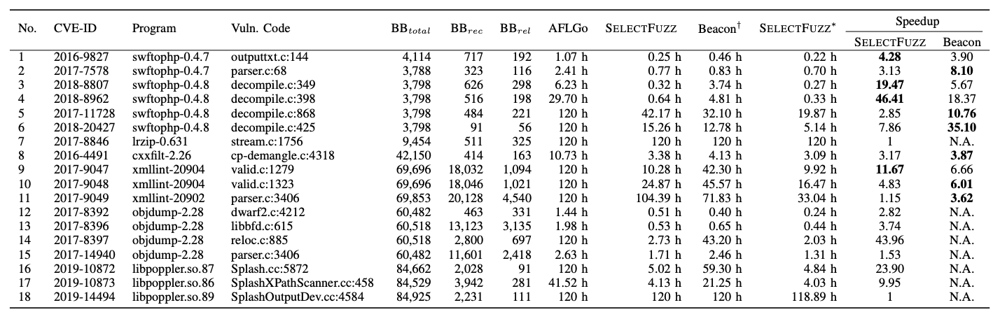 Speedup
No. CVE-ID Program Vuln. Code BBtotal BBrec BBrel AFLGo SELECTFUZZ Beacon† SELECTFUZZ*
SELECTFUZZ Beacon
1 2016-9827 swftophp-0.4.7 outputtxt.c:144 4,114 717 192 1.07 h 0.25 h 0.46 h 0.22 h 4.28 3.90
2 2017-7578 swftophp-0.4.7 parser.c:68 3,788 323 116 2.41 h 0.77 h 0.83 h 0.70 h 3.13 8.10
3 2018-8807 swftophp-0.4.8 decompile.c:349 3,798 626 298 6.23 h 0.32 h 3.74 h 0.27 h 19.47 5.67
4 2018-8962 swftophp-0.4.8 decompile.c:398 3,798 516 198 29.70 h 0.64 h 4.81 h 0.33 h 46.41 18.37
5 2017-11728 swftophp-0.4.8 decompile.c:868 3,798 484 221 120 h 42.17 h 32.10 h 19.87 h 2.85 10.76
6 2018-20427 swftophp-0.4.8 decompile.c:425 3,798 91 56 120 h 15.26 h 12.78 h 5.14 h 7.86 35.10
7 2017-8846 lrzip-0.631 stream.c:1756 9,454 511 325 120 h 120 h 120 h 120 h 1 N.A.
8 2016-4491 cxxfilt-2.26 cp-demangle.c:4318 42,150 414 163 10.73 h 3.38 h 4.13 h 3.09 h 3.17 3.87
9 2017-9047 xmllint-20904 valid.c:1279 69,696 18,032 1,094 120 h 10.28 h 42.30 h 9.92 h 11.67 6.66
10 2017-9048 xmllint-20904 valid.c:1323 69,696 18,046 1,021 120 h 24.87 h 45.57 h 16.47 h 4.83 6.01
11 2017-9049 xmllint-20902 parser.c:3406 69,853 20,128 4,540 120 h 104.39 h 71.83 h 33.04 h 1.15 3.62
12 2017-8392 objdump-2.28 dwarf2.c:4212 60,482 463 331 1.44 h 0.51 h 0.40 h 0.24 h 2.82 N.A.
13 2017-8396 objdump-2.28 libbfd.c:615 60,518 13,123 3,135 1.98 h 0.53 h 0.65 h 0.44 h 3.74 N.A.
14 2017-8397 objdump-2.28 reloc.c:885 60,518 2,800 697 120 h 2.73 h 43.20 h 2.03 h 43.96 N.A.
15 2017-14940 objdump-2.28 parser.c:3406 60,482 11,601 2,418 2.63 h 1.71 h 2.46 h 1.31 h 1.53 N.A.
16 2019-10872 libpoppler.so.87 Splash.cc:5872 84,662 2,028 91 120 h 5.02 h 59.30 h 4.84 h 23.90 N.A.
17 2019-10873 libpoppler.so.86 SplashXPathScanner.cc:458 84,529 3,942 281 41.52 h 4.13 h 21.25 h 4.03 h 9.95 N.A.
18 2019-14494 libpoppler.so.89 SplashOutputDev.cc:4584 84,925 2,231 111 120 h 120 h 120 h 118.89 h 1 N.A.